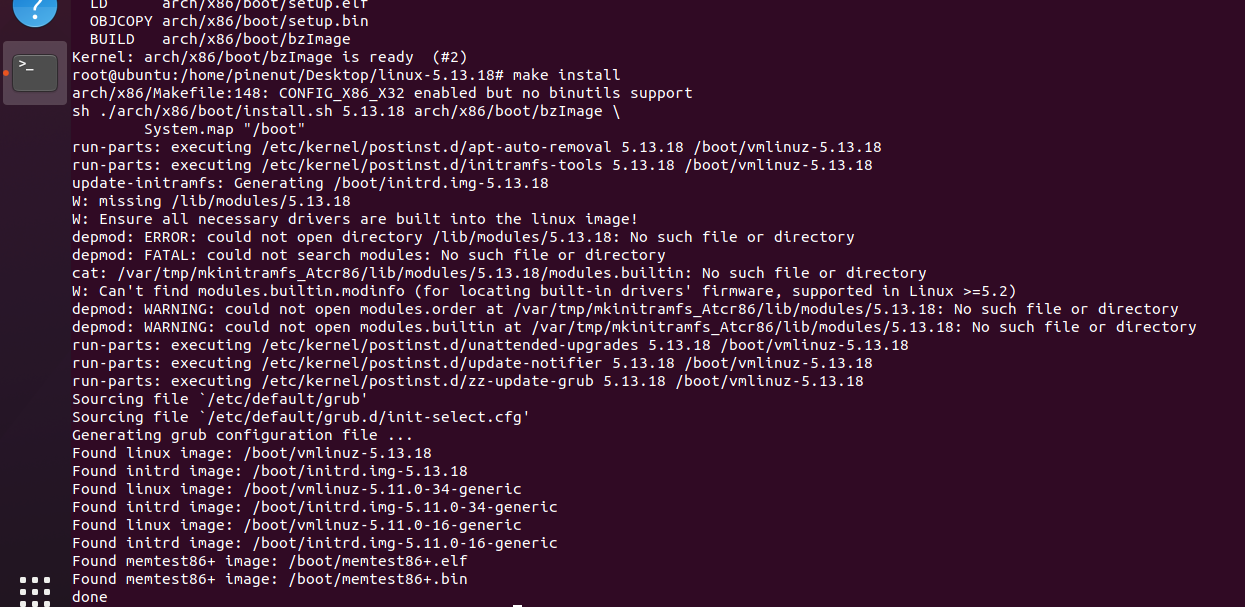 LD      arch/x86/boot/setup.elf
OBJCOPY arch/x86/boot/setup.bin
BUILD   arch/x86/boot/bzImage
Kernel: arch/x86/boot/bzImage is ready  (#2)
root@ubuntu:/home/pinenut/Desktop/linux-5.13.18# make install
arch/x86/Makefile:148: CONFIG_X86_X32 enabled but no binutils support
sh ./arch/x86/boot/install.sh 5.13.18 arch/x86/boot/bzImage \
        System.map "/boot"
run-parts: executing /etc/kernel/postinst.d/apt-auto-removal 5.13.18 /boot/vmlinuz-5.13.18
run-parts: executing /etc/kernel/postinst.d/initramfs-tools 5.13.18 /boot/vmlinuz-5.13.18
update-initramfs: Generating /boot/initrd.img-5.13.18
W: missing /lib/modules/5.13.18
W: Ensure all necessary drivers are built into the linux image!
depmod: ERROR: could not open directory /lib/modules/5.13.18: No such file or directory
depmod: FATAL: could not search modules: No such file or directory
cat: /var/tmp/mkinitramfs_Atcr86/lib/modules/5.13.18/modules.builtin: No such file or directory
W: Can't find modules.builtin.modinfo (for locating built-in drivers' firmware, supported in Linux >=5.2)
depmod: WARNING: could not open modules.order at /var/tmp/mkinitramfs_Atcr86/lib/modules/5.13.18: No such file or directory
depmod: WARNING: could not open modules.builtin at /var/tmp/mkinitramfs_Atcr86/lib/modules/5.13.18: No such file or directory
run-parts: executing /etc/kernel/postinst.d/unattended-upgrades 5.13.18 /boot/vmlinuz-5.13.18
run-parts: executing /etc/kernel/postinst.d/update-notifier 5.13.18 /boot/vmlinuz-5.13.18
run-parts: executing /etc/kernel/postinst.d/zz-update-grub 5.13.18 /boot/vmlinuz-5.13.18
Sourcing file `/etc/default/grub'
Sourcing file `/etc/default/grub.d/init-select.cfg'
Generating grub configuration file ...
Found linux image: /boot/vmlinuz-5.13.18
Found initrd image: /boot/initrd.img-5.13.18
Found linux image: /boot/vmlinuz-5.11.0-34-generic
Found initrd image: /boot/initrd.img-5.11.0-34-generic
Found linux image: /boot/vmlinuz-5.11.0-16-generic
Found initrd image: /boot/initrd.img-5.11.0-16-generic
Found memtest86+ image: /boot/memtest86+.elf
Found memtest86+ image: /boot/memtest86+.bin
done